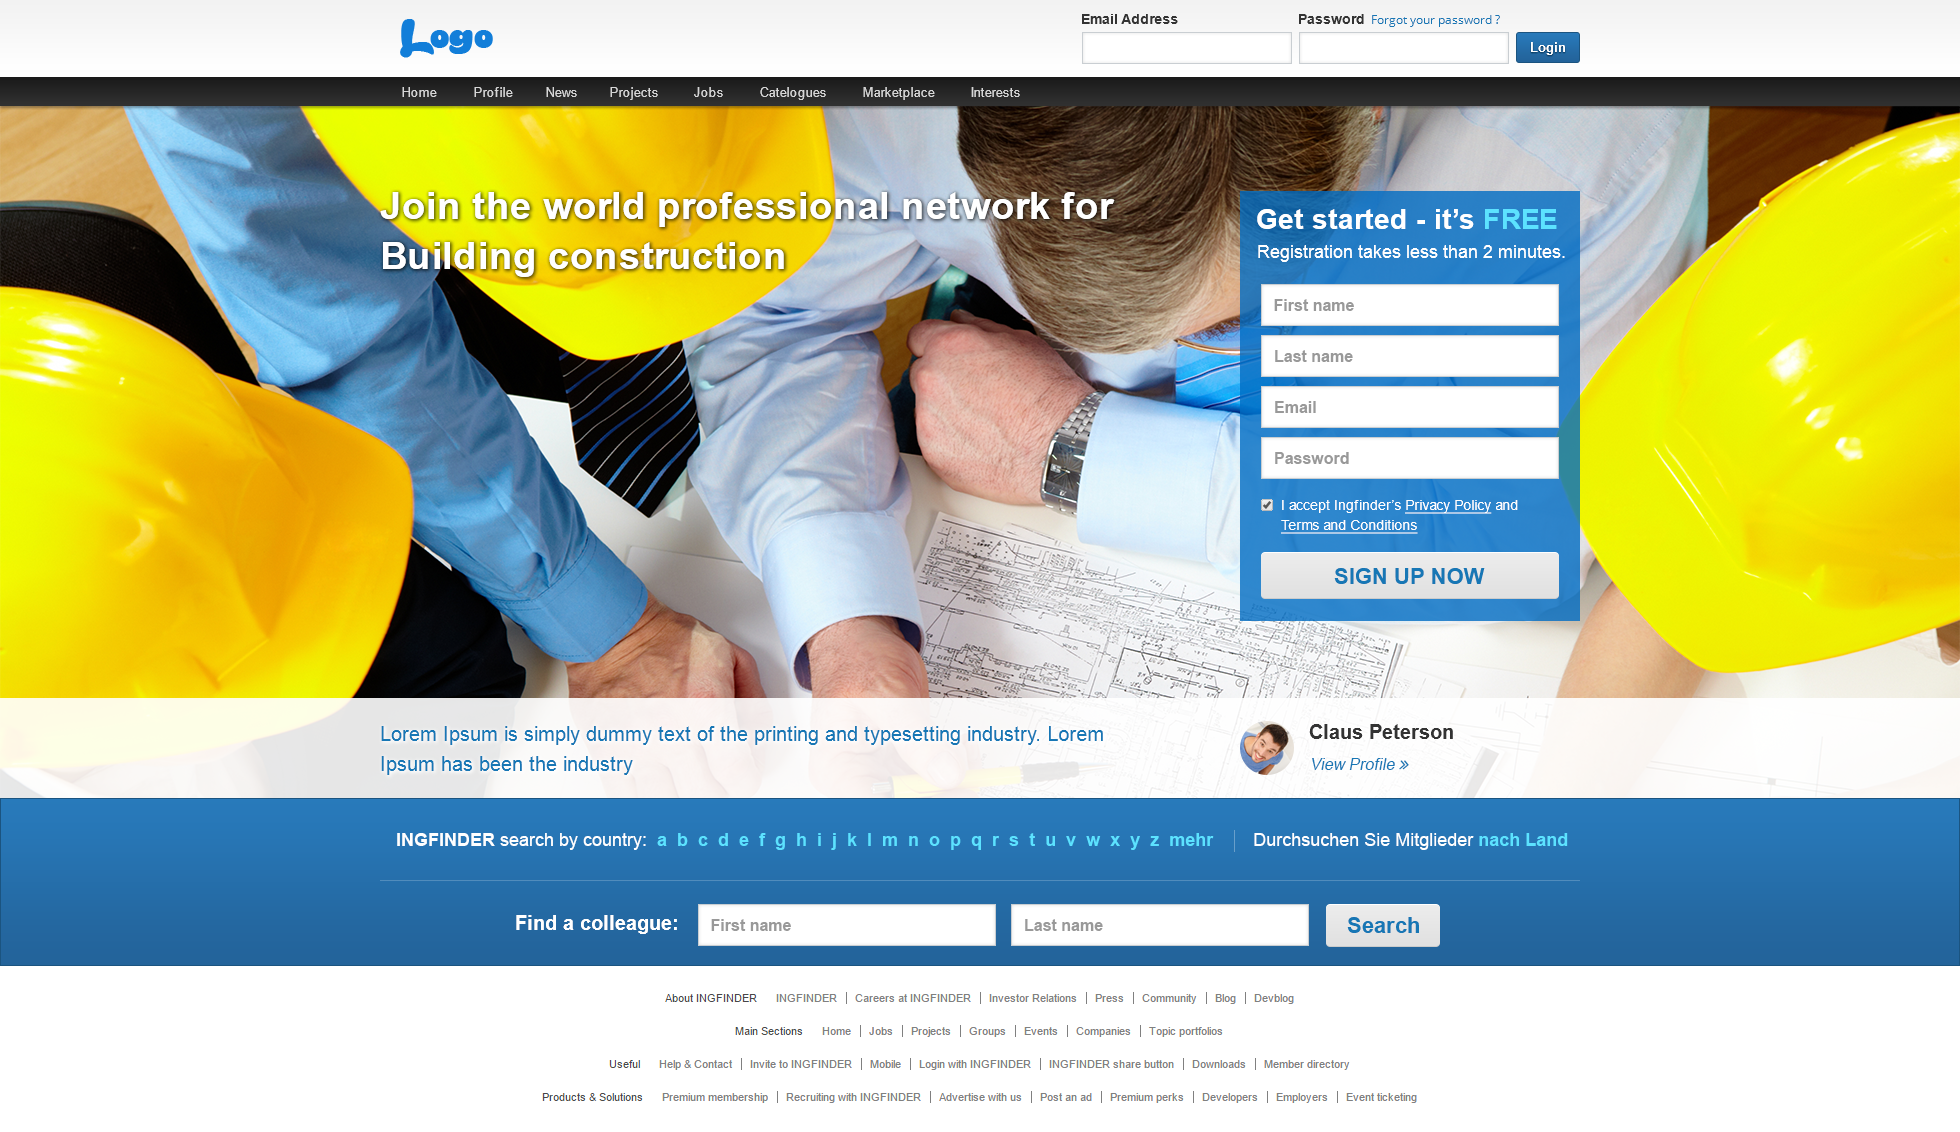 Logo
Email Address
Password Forgot your password ?
Login
Home Profile News Projects Jobs Catelogues Marketplace Interests
Join the world professional network for
Building construction
Get started - it's FREE
Registration takes less than 2 minutes.
First name
Last name
Email
Password
I accept Ingfinder's Privacy Policy and
Terms and Conditions
SIGN UP NOW
Lorem Ipsum is simply dummy text of the printing and typesetting industry. Lorem
Ipsum has been the industry
Claus Peterson
View Profile »
INGFINDER search by country: a b c d e f g h i j k l m n o p q r s t u v w x y z mehr | Durchsuchen Sie Mitglieder nach Land
Find a colleague: First name Last name Search
About INGFINDER INGFINDER | Careers at INGFINDER | Investor Relations | Press | Community | Blog | Devblog
Main Sections Home | Jobs | Projects | Groups | Events | Companies | Topic portfolios
Useful Help & Contact | Invite to INGFINDER | Mobile | Login with INGFINDER | INGFINDER share button | Downloads | Member directory
Products & Solutions Premium membership | Recruiting with INGFINDER | Advertise with us | Post an ad | Premium perks | Developers | Employers | Event ticketing